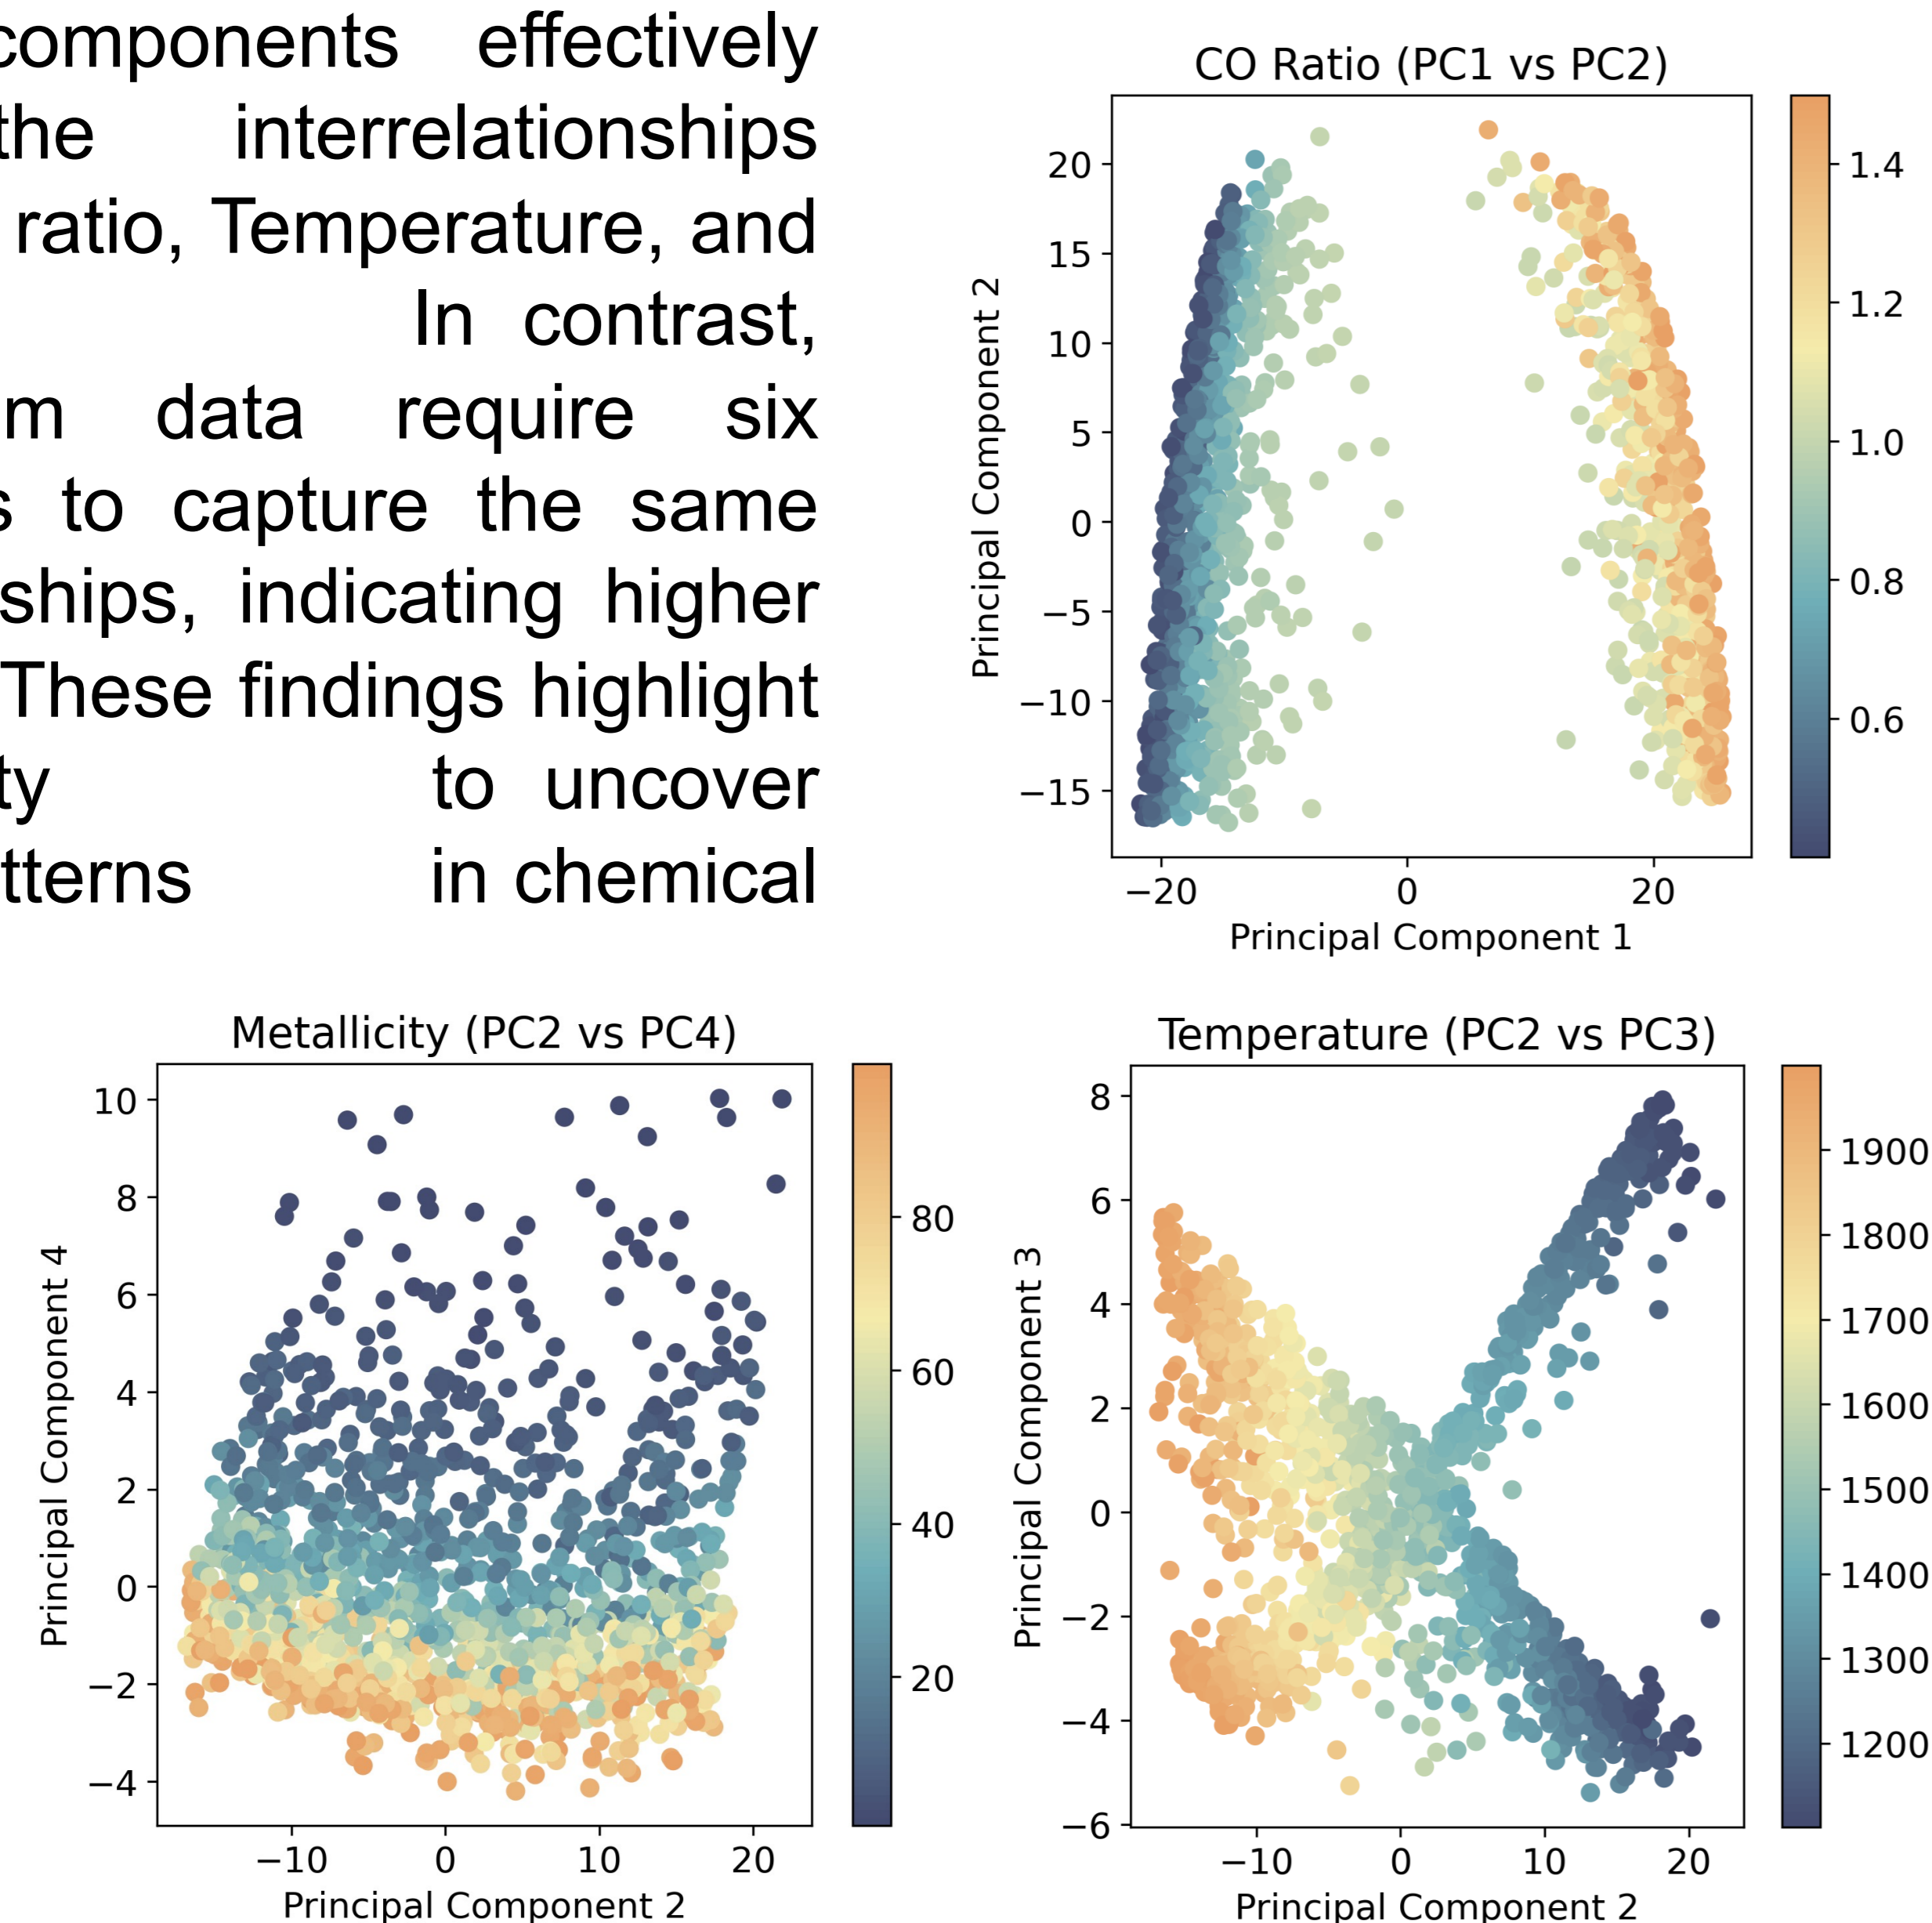 components effectively
the interrelationships
ratio, Temperature, and
In contrast,
data require six
to capture the same
indicating higher
These findings highlight
to uncover
in chemical
CO Ratio (PC1 vs PC2)
Principal Component 2
20
15
10
5
0
−5
−10
−15
−20
0
20
Principal Component 1
1.4
1.2
1.0
0.8
0.6
Metallicity (PC2 vs PC4)
Principal Component 4
10
8
6
4
2
0
−2
−4
−10
0
10
20
Principal Component 2
80
60
40
20
Temperature (PC2 vs PC3)
Principal Component 3
8
6
4
2
0
−2
−4
−6
−10
0
10
20
Principal Component 2
1900
1800
1700
1600
1500
1400
1300
1200